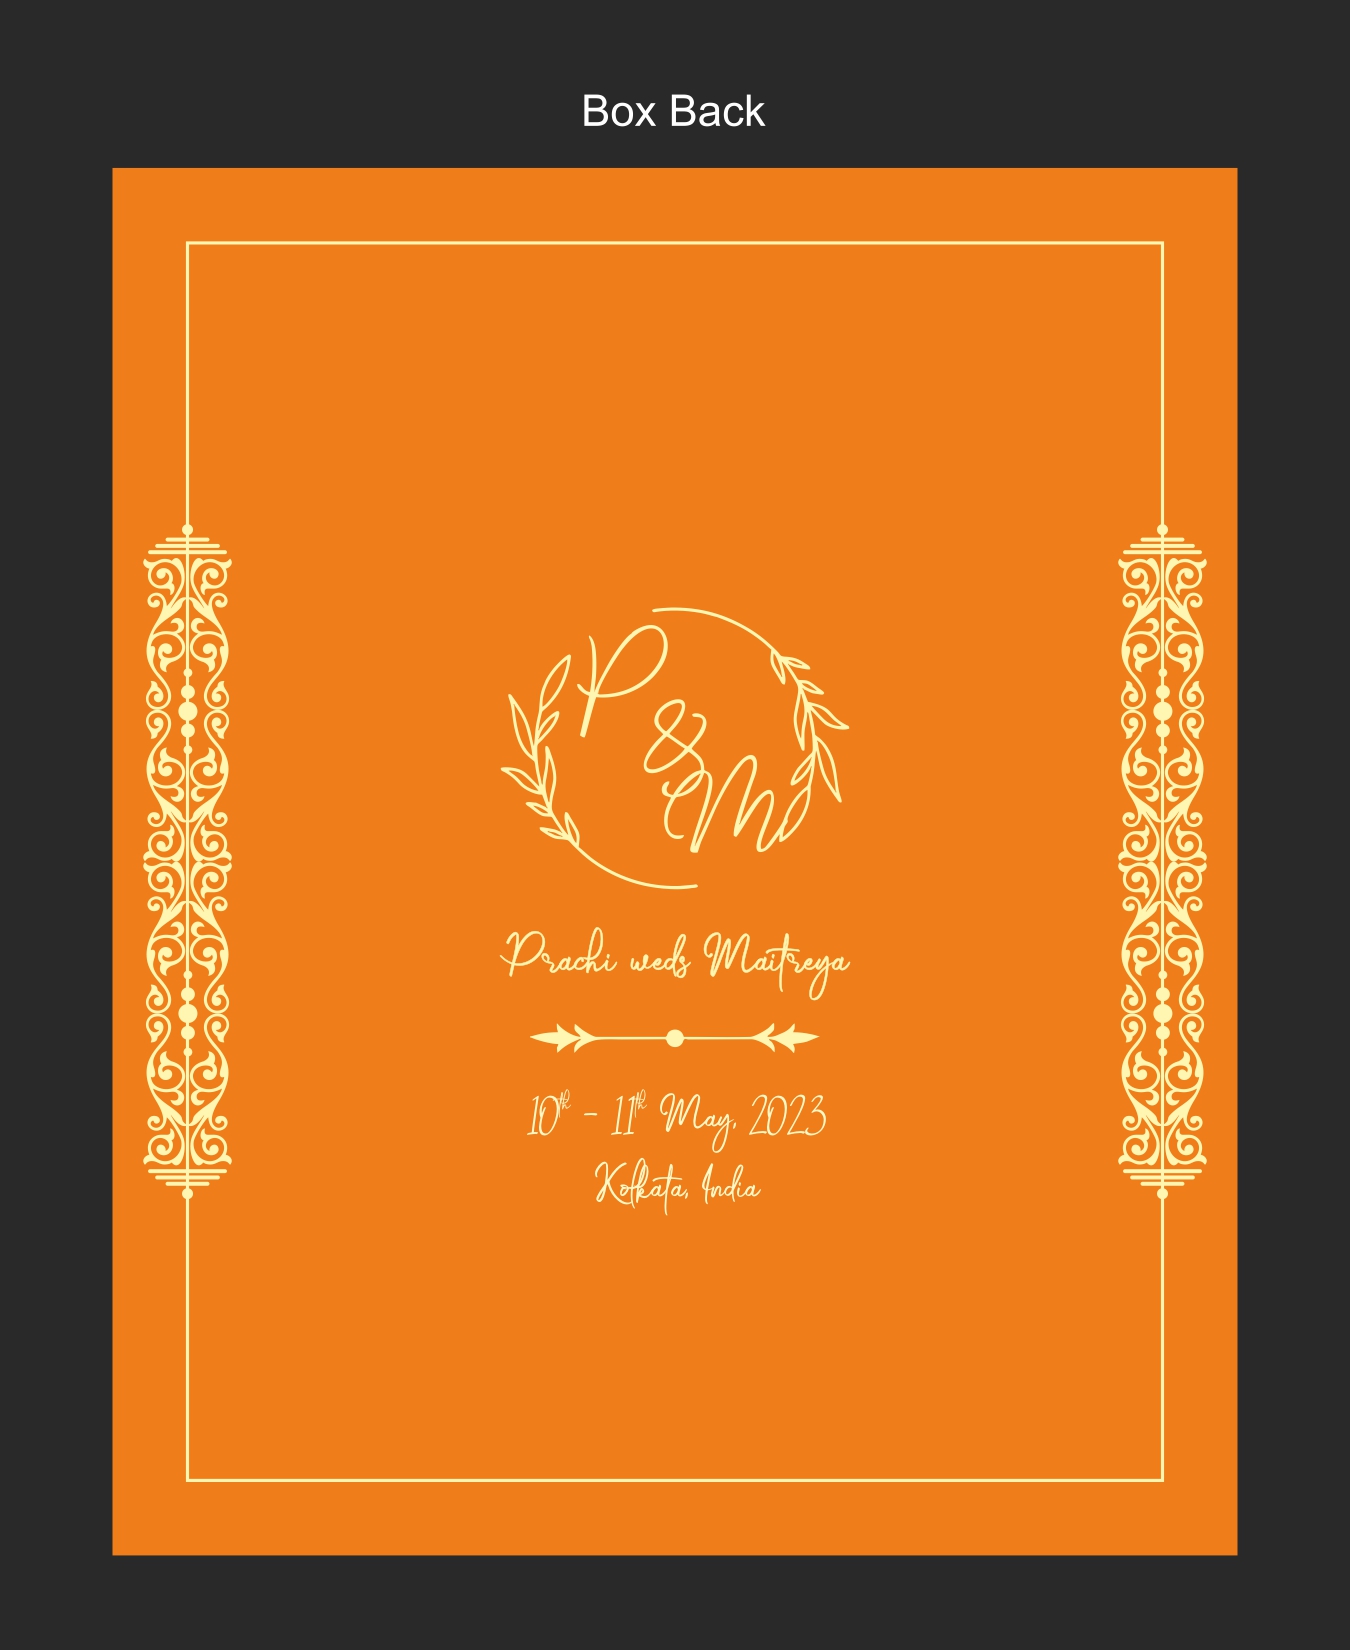 Box Back
P
&
M
Prachi weds Maitreya
10th - 11th May, 2023
Kolkata, India